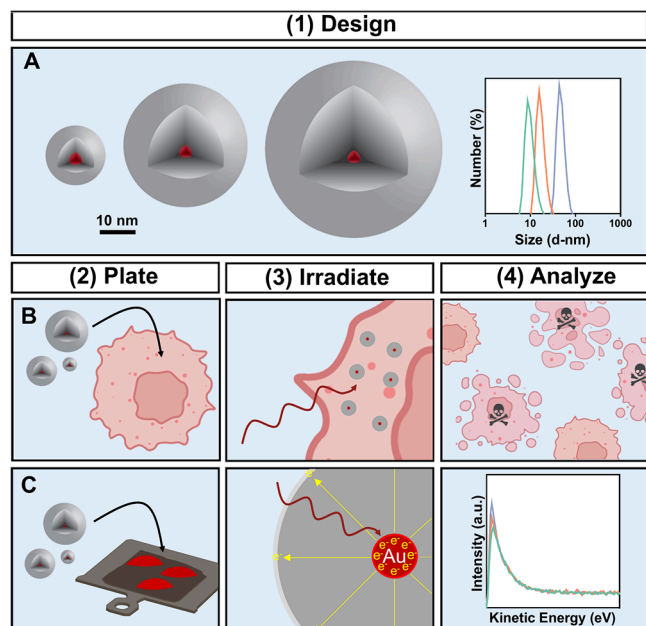 (1) Design
A
10 nm
Number (%)
1 10 100 1000
Size (d-nm)
(2) Plate
(3) Irradiate
(4) Analyze
B
C
e-
e-
e- e- e-
e- Au e-
e- e- e-
Intensity (a.u.)
Kinetic Energy (eV)